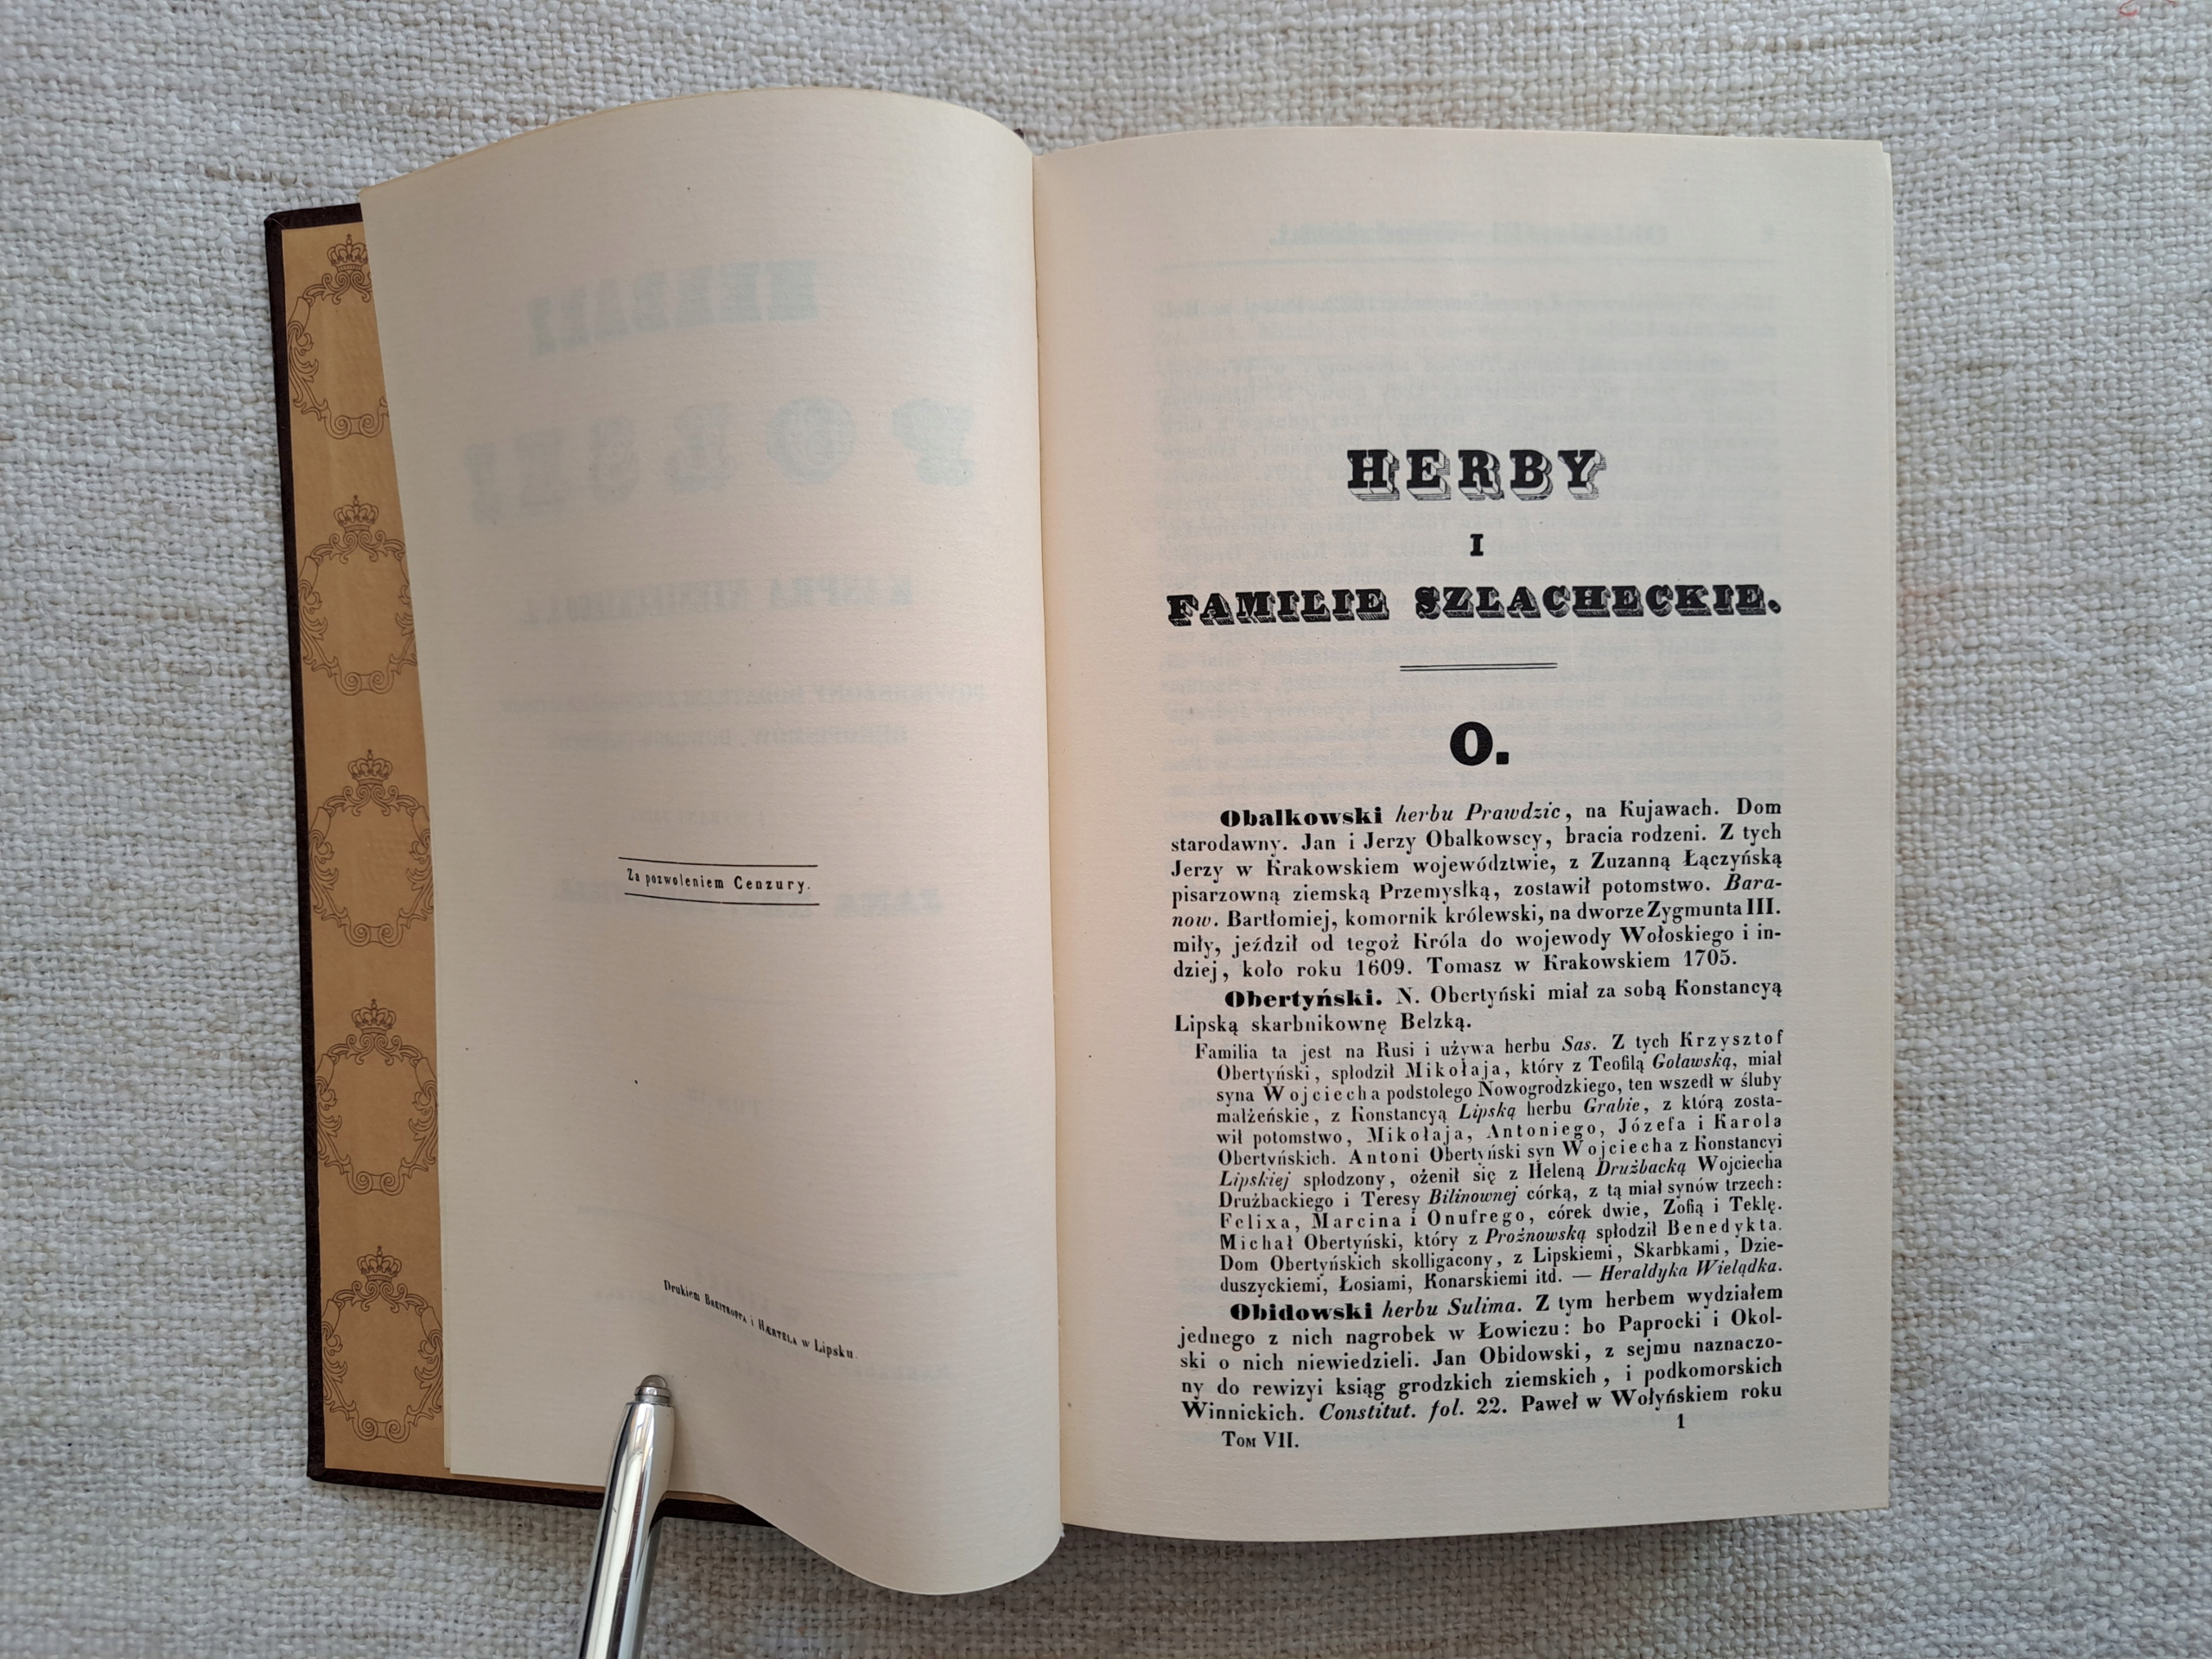 Za pozwoleniem Cenzury.
Drukiem BREITKOPFA i HÆRTELA w Lipsku.
HERBY
I
FAMILIE SZLACHECKIE.
O.
Obalkowski herbu Prawdzic, na Kujawach. Dom
starodawny. Jan i Jerzy Obalkowscy, bracia rodzeni. Z tych
Jerzy w Krakowskiem województwie, z Zuzanną Łączyńską
pisarzowną ziemską Przemyslką, zostawił potomstwo. Bara-
now. Bartłomiej, komornik królewski, na dworze Zygmunta III.
miły, jeździł od tegoż Króla do wojewody Wołoskiego i in-
dziej, koło roku 1609. Tomasz w Krakowskiem 1705.
Obertyński. N. Obertyński miał za sobą Konstancyą
Lipską skarbnikownę Bełzką.
Familia ta jest na Rusi i używa herbu Sas. Z tych Krzysztof
Obertyński, spłodził Mikołaja, który z Teofilą Golawską, miał
syna Wojciecha podstolego Nowogrodzkiego, ten wszedł w śluby
małżeńskie, z Konstancyą Lipską herbu Grabie, z którą zosta-
wił potomstwo, Mikołaja, Antoniego, Józefa i Karola
Obertyńskich. Antoni Obertyński syn Wojciecha z Konstancyi
Lipskiej spłodzony, ożenił się z Heleną Drużbacką Wojciecha
Drużbackiego i Teresy Bilinownej córką, z tą miał synów trzech:
Felixa, Marcina i Onufrego, córek dwie, Zofią i Teklę.
Michał Obertyński, który z Prożnowską spłodził Benedykta.
Dom Obertyńskich skolligacony, z Lipskiemi, Skarbkami, Dzie-
duszyckiemi, Łosiami, Konarskiemi itd. — Heraldyka Wielądka.
Obidowski herbu Sulima. Z tym herbem wydziałem
jednego z nich nagrobek w Łowiczu: bo Paprocki i Okol-
ski o nich niewiedzieli. Jan Obidowski, z sejmu naznaczo-
ny do rewizyi ksiąg grodzkich ziemskich, i podkomorskich
Winnickich. Constitut. fol. 22. Paweł w Wołyńskiem roku
Tom VII.
1